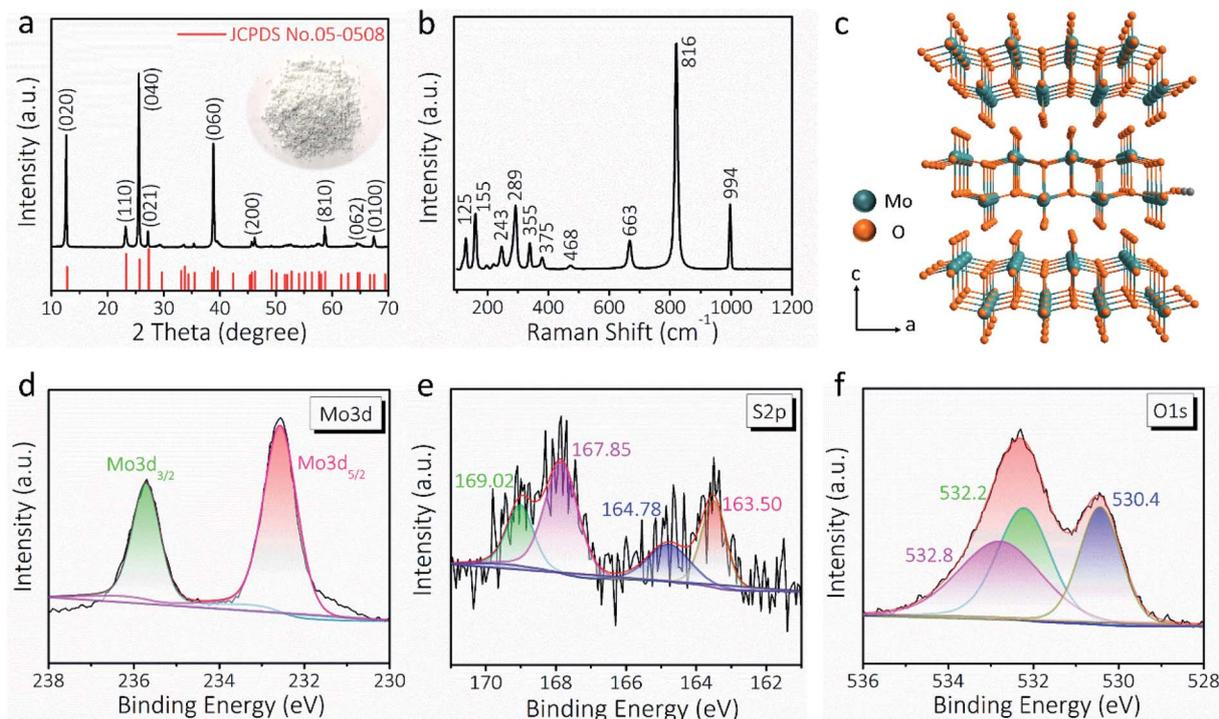 a
JCPDS No.05-0508
Intensity (a.u.)
(020)
(110)
(040)
(021)
(060)
(200)
(810)
(062)
(0100)
10 20 30 40 50 60 70
2 Theta (degree)
b
Intensity (a.u.)
125
155
243
289
355
375
468
663
816
994
200 400 600 800 1000 1200
Raman Shift (cm-1)
c
Mo
O
c
a
d
Mo3d
Intensity (a.u.)
Mo3d3/2
Mo3d5/2
238 236 234 232 230
Binding Energy (eV)
e
S2p
Intensity (a.u.)
169.02
167.85
164.78
163.50
170 168 166 164 162
Binding Energy (eV)
f
O1s
Intensity (a.u.)
532.2
530.4
532.8
536 534 532 530 528
Binding Energy (eV)